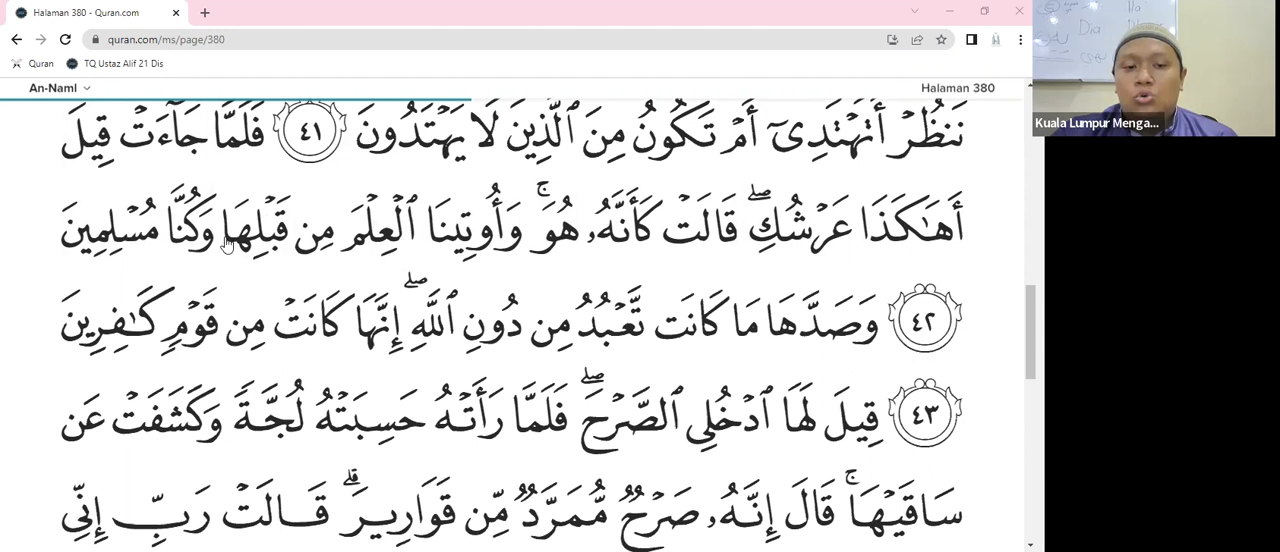 Halaman 380 - Quran.com
quran.com/ms/page/380
Quran
TQ Ustaz Alif 21 Dis
An-Naml
Halaman 380
نَنظُرۡ أَتَهۡتَدِىٓ أَمۡ تَكُونُ مِنَ ٱلَّذِينَ لَا يَهۡتَدُونَ ٤١ فَلَمَّا جَآءَتۡ قِيلَ
أَهَـٰكَذَا عَرۡشُكِۖ قَالَتۡ كَأَنَّهُۥ هُوَۚ وَأُوتِينَا ٱلۡعِلۡمَ مِن قَبۡلِهَا وَكُنَّا مُسۡلِمِينَ
٤٢ وَصَدَّهَا مَا كَانَت تَّعۡبُدُ مِن دُونِ ٱللَّهِۖ إِنَّهَا كَانَتۡ مِن قَوۡمٍ كَـٰفِرِينَ
٤٣ قِيلَ لَهَا ٱدۡخُلِى ٱلصَّرۡحَۖ فَلَمَّا رَأَتۡهُ حَسِبَتۡهُ لُجَّةً وَكَشَفَتۡ عَن
سَاقَيۡهَاۚ قَالَ إِنَّهُۥ صَرۡحٌ مُّمَرَّدٌ مِّن قَوَارِيرَۗ قَالَتۡ رَبِّ إِنِّى
Dia
Kuala Lumpur Menga...